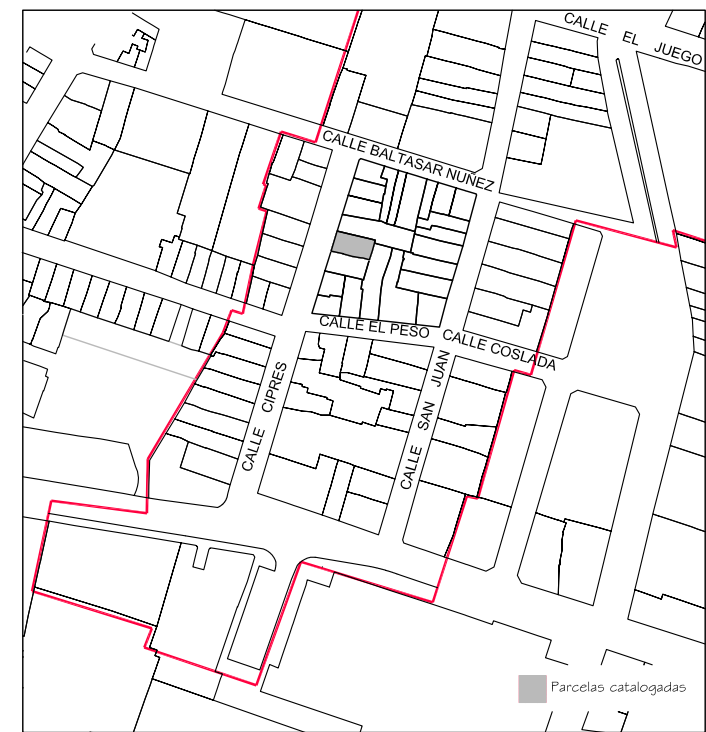 CALLE EL JUEGO
CALLE BALTASAR NUÑEZ
CALLE EL PESO
CALLE COSLADA
CALLE CIPRES
CALLE SAN JUAN
Parcelas catalogadas